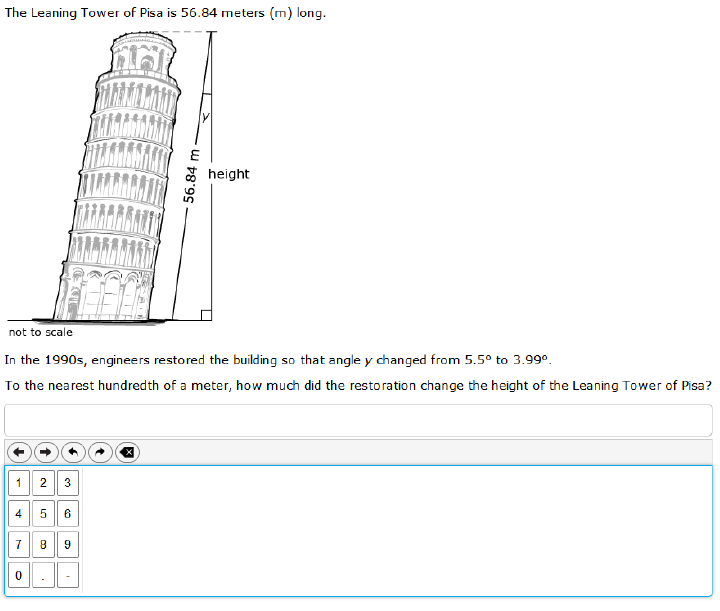 The Leaning Tower of Pisa is 56.84 meters (m) long.
y
56.84 m
height
not to scale
In the 1990s, engineers restored the building so that angle y changed from 5.5º to 3.99º.
To the nearest hundredth of a meter, how much did the restoration change the height of the Leaning Tower of Pisa?
1 2 3
4 5 6
7 8 9
0 . -